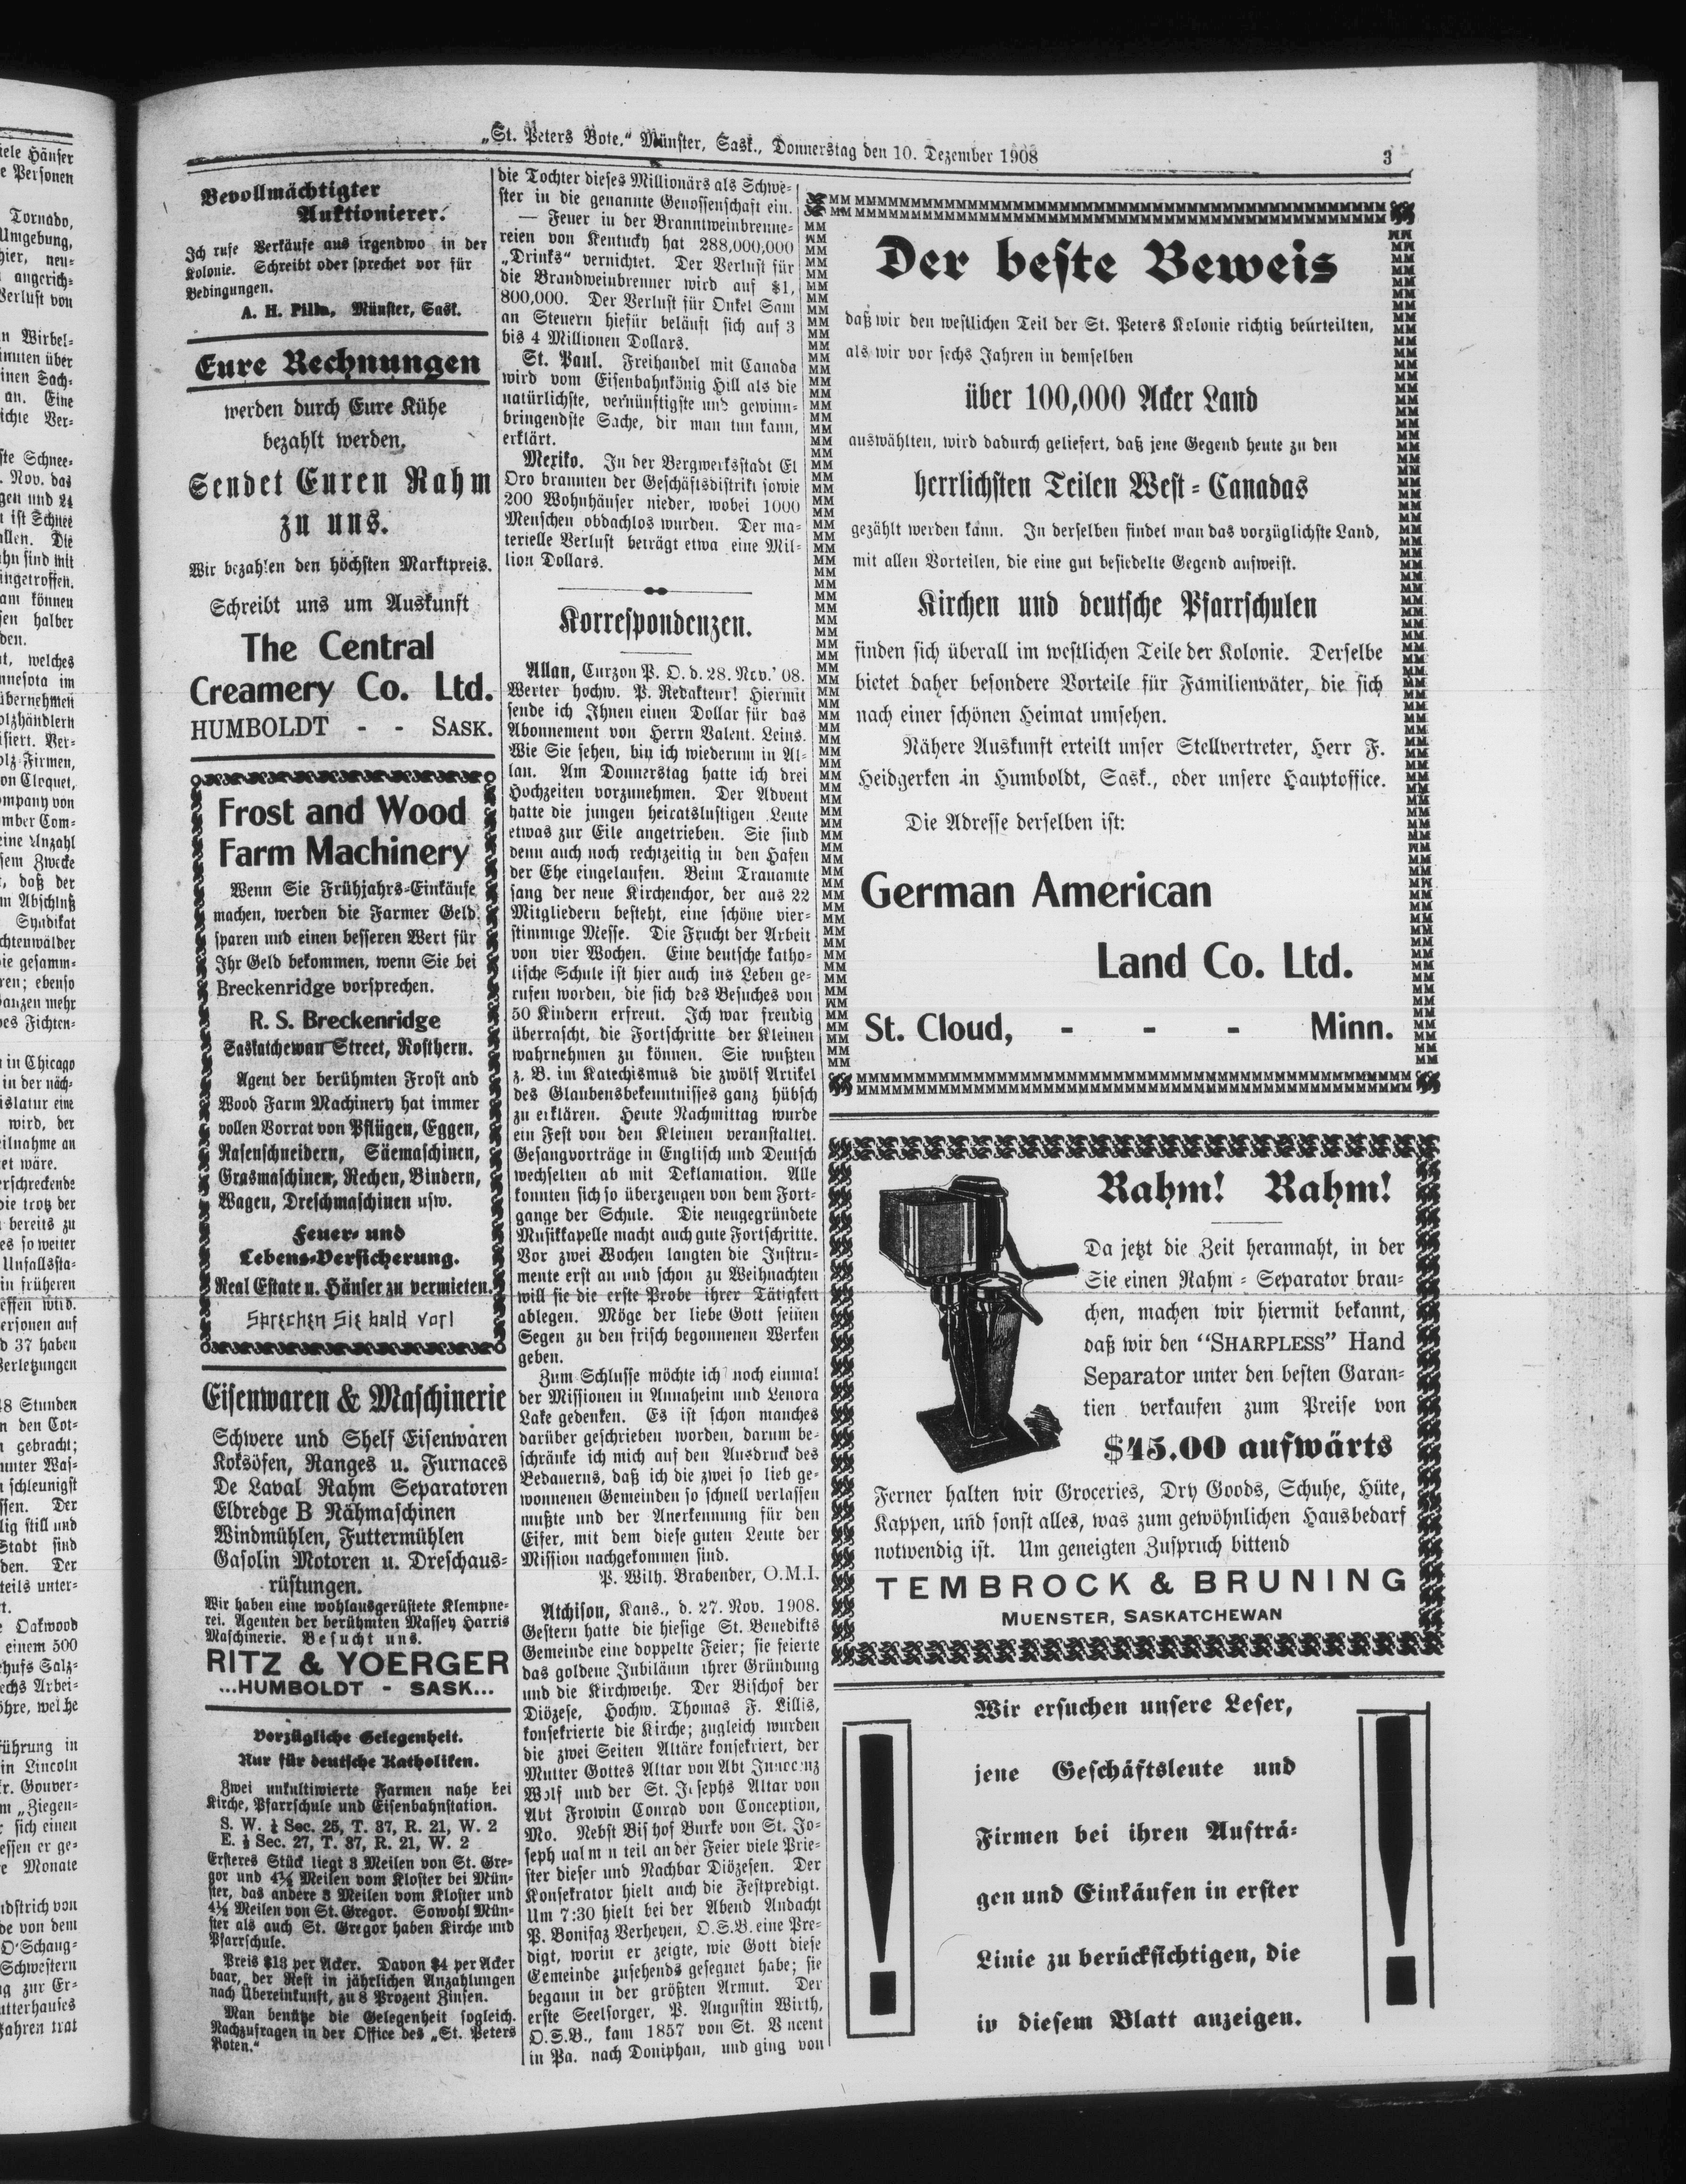 „St. Peters Bote.“ Münster, Sask., Donnerstag den 10. Dezember 1908
3
Bevollmächtigter
Auktionierer.
Ich rufe Verkäufe aus irgendwo in der
Kolonie. Schreibt oder sprechet vor für
Bedingungen.
A. H. Pilla, Münster, Sask.
Eure Rechnungen
werden durch Eure Kühe
bezahlt werden.
Sendet Euren Rahm
zu uns.
Wir bezahlen den höchsten Marktpreis.
Schreibt uns um Auskunft
The Central
Creamery Co. Ltd.
HUMBOLDT - - SASK.
Frost and Wood
Farm Machinery
Wenn Sie Frühjahrs-Einkäufe
machen, werden die Farmer Geld
sparen und einen besseren Wert für
Ihr Geld bekommen, wenn Sie bei
Breckenridge vorsprechen.
R. S. Breckenridge
Saskatchewan Street, Rosthern.
Agent der berühmten Frost and
Wood Farm Machinery hat immer
vollen Vorrat von Pflügen, Eggen,
Rasenschneidern, Säemaschinen,
Grasmaschinen, Rechen, Bindern,
Wagen, Dreschmaschinen usw.
Feuer- und
Lebens-Versicherung.
Real Estate u. Häuser zu vermieten.
Sprechen Sie bald vor!
Eisenwaren & Maschinerie
Schwere und Shelf Eisenwaren
Koksöfen, Ranges u. Furnaces
De Laval Rahm Separatoren
Eldredge B Nähmaschinen
Windmühlen, Futtermühlen
Gasolin Motoren u. Dreschaus-
rüstungen.
Wir haben eine wohlausgerüstete Klempne-
rei. Agenten der berühmten Massey Harris
Maschinerie. Besucht uns.
RITZ & YOERGER
...HUMBOLDT - SASK...
Vorzügliche Gelegenheit.
Nur für deutsche Katholiken.
Zwei unkultivierte Farmen nahe bei
Kirche, Pfarrschule und Eisenbahnstation.
S. W. ¼ Sec. 25, T. 37, R. 21, W. 2
E. ½ Sec. 27, T. 37, R. 21, W. 2
Ersteres Stück liegt 3 Meilen von St. Gre-
gor und 4½ Meilen vom Kloster bei Mün-
ster, das andere 3 Meilen vom Kloster und
4½ Meilen von St. Gregor. Sowohl Mün-
ster als auch St. Gregor haben Kirche und
Pfarrschule.
Preis $13 per Acker. Davon $4 per Acker
baar, der Rest in jährlichen Anzahlungen
nach Übereinkunft, zu 8 Prozent Zinsen.
Man benütze die Gelegenheit sogleich.
Nachzufragen in der Office des „St. Peters
Boten.“
die Tochter dieses Millionärs als Schwe-
ster in die genannte Genossenschaft ein.
— Feuer in der Branntweinbrenne-
reien von Kentucky hat 288,000,000
„Drinks“ vernichtet. Der Verlust für
die Brandweinbrenner wird auf $1,
800,000. Der Verlust für Onkel Sam
an Steuern hiefür beläuft sich auf 3
bis 4 Millionen Dollars.
St. Paul. Freihandel mit Canada
wird vom Eisenbahnkönig Hill als die
natürlichste, vernünftigste und gewinn-
bringendste Sache, dir man tun kann,
erklärt.
Mexiko. In der Bergwerksstadt El
Oro brannten der Geschäftsdistrikt sowie
200 Wohnhäuser nieder, wobei 1000
Menschen obdachlos wurden. Der ma-
terielle Verlust beträgt etwa eine Mil-
lion Dollars.
Korrespondenzen.
Allan, Curzon P. O. d. 28. Nov.' 08.
Werter hochw. P. Redakteur! Hiermit
sende ich Ihnen einen Dollar für das
Abonnement von Herrn Valent. Leins.
Wie Sie sehen, bin ich wiederum in Al-
lan. Am Donnerstag hatte ich drei
Hochzeiten vorzunehmen. Der Advent
hatte die jungen heiratslustigen Leute
etwas zur Eile angetrieben. Sie sind
denn auch noch rechtzeitig in den Hafen
der Ehe eingelaufen. Beim Trauamte
sang der neue Kirchenchor, der aus 22
Mitgliedern besteht, eine schöne vier-
stimmige Messe. Die Frucht der Arbeit
von vier Wochen. Eine deutsche katho-
lische Schule ist hier auch ins Leben ge-
rufen worden, die sich des Besuches von
50 Kindern erfreut. Ich war freudig
überrascht, die Fortschritte der Kleinen
wahrnehmen zu können. Sie wußten
z. B. im Katechismus die zwölf Artikel
des Glaubensbekenntnisses ganz hübsch
zu erklären. Heute Nachmittag wurde
ein Fest von den Kleinen veranstaltet.
Gesangvorträge in Englisch und Deutsch
wechselten ab mit Deklamation. Alle
konnten sich so überzeugen von dem Fort-
gange der Schule. Die neugegründete
Musikkapelle macht auch gute Fortschritte.
Vor zwei Wochen langten die Instru-
mente erst an und schon zu Weihnachten
will sie die erste Probe ihrer Tätigkeit
ablegen. Möge der liebe Gott seinen
Segen zu den frisch begonnenen Werken
geben.
Zum Schlusse möchte ich noch einmal
der Missionen in Annaheim und Lenora
Lake gedenken. Es ist schon manches
darüber geschrieben worden, darum be-
schränke ich mich auf den Ausdruck des
Bedauerns, daß ich die zwei so lieb ge-
wonnenen Gemeinden so schnell verlassen
mußte und der Anerkennung für den
Eifer, mit dem diese guten Leute der
Mission nachgekommen sind.
P. Wilh. Brabender, O.M.I.
Atchison, Kans., d. 27. Nov. 1908.
Gestern hatte die hiesige St. Benedikts
Gemeinde eine doppelte Feier; sie feierte
das goldene Jubiläum ihrer Gründung
und die Kirchweihe. Der Bischof der
Diözese, Hochw. Thomas F. Lillis,
konsekrierte die Kirche; zugleich wurden
die zwei Seiten Altäre konsekriert, der
Mutter Gottes Altar von Abt Innocenz
Wolf und der St. Josephs Altar von
Abt Frowin Conrad von Conception,
Mo. Nebst Bischof Burke von St. Jo-
seph nahmen teil an der Feier viele Prie-
ster dieser und Nachbar Diözesen. Der
Konsekrator hielt auch die Festpredigt.
Um 7:30 hielt bei der Abend Andacht
P. Bonifaz Verheyen, O.S.B. eine Pre-
digt, worin er zeigte, wie Gott diese
Gemeinde zusehends gesegnet habe; sie
begann in der größten Armut. Der
erste Seelsorger, P. Augustin Wirth,
O.S.B., kam 1857 von St. Vincent
in Pa. nach Doniphan, und ging von
Der beste Beweis
daß wir den westlichen Teil der St. Peters Kolonie richtig beurteilten,
als wir vor sechs Jahren in demselben
über 100,000 Acker Land
auswählten, wird dadurch geliefert, daß jene Gegend heute zu den
herrlichsten Teilen West-Canadas
gezählt werden kann. In derselben findet man das vorzüglichste Land,
mit allen Vorteilen, die eine gut besiedelte Gegend aufweist.
Kirchen und deutsche Pfarrschulen
finden sich überall im westlichen Teile der Kolonie. Derselbe
bietet daher besondere Vorteile für Familienväter, die sich
nach einer schönen Heimat umsehen.
Nähere Auskunft erteilt unser Stellvertreter, Herr F.
Heidgerken in Humboldt, Sask., oder unsere Hauptoffice.
Die Adresse derselben ist:
German American
Land Co. Ltd.
St. Cloud, - - - Minn.
Rahm! Rahm!
Da jetzt die Zeit herannaht, in der
Sie einen Rahm-Separator brau-
chen, machen wir hiermit bekannt,
daß wir den “SHARPLESS” Hand
Separator unter den besten Garan-
tien verkaufen zum Preise von
$45.00 aufwärts
Ferner halten wir Groceries, Dry Goods, Schuhe, Hüte,
Kappen, und sonst alles, was zum gewöhnlichen Hausbedarf
notwendig ist. Um geneigten Zuspruch bittend
TEMBROCK & BRUNING
MUENSTER, SASKATCHEWAN
Wir ersuchen unsere Leser,
jene Geschäftsleute und
Firmen bei ihren Aufträ-
gen und Einkäufen in erster
Linie zu berücksichtigen, die
in diesem Blatt anzeigen.